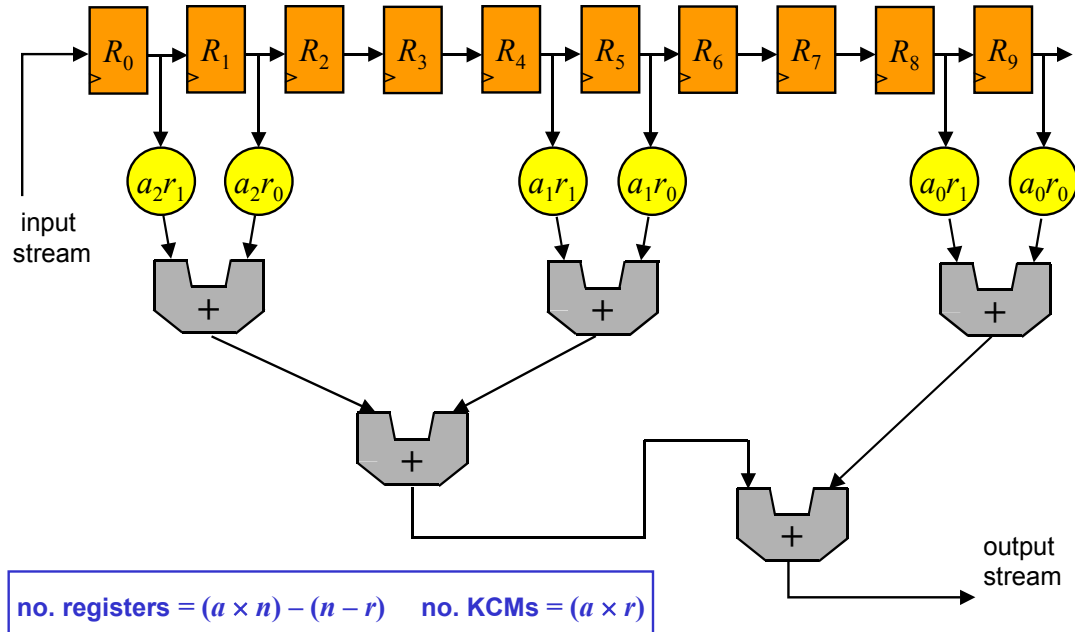 R₀ R₁ R₂ R₃ R₄ R₅ R₆ R₇ R₈ R₉
a₂r₁ a₂r₀ a₁r₁ a₁r₀ a₀r₁ a₀r₀
input
stream
+ + +
+
+
output
stream
no. registers = (a × n) – (n – r) no. KCMs = (a × r)